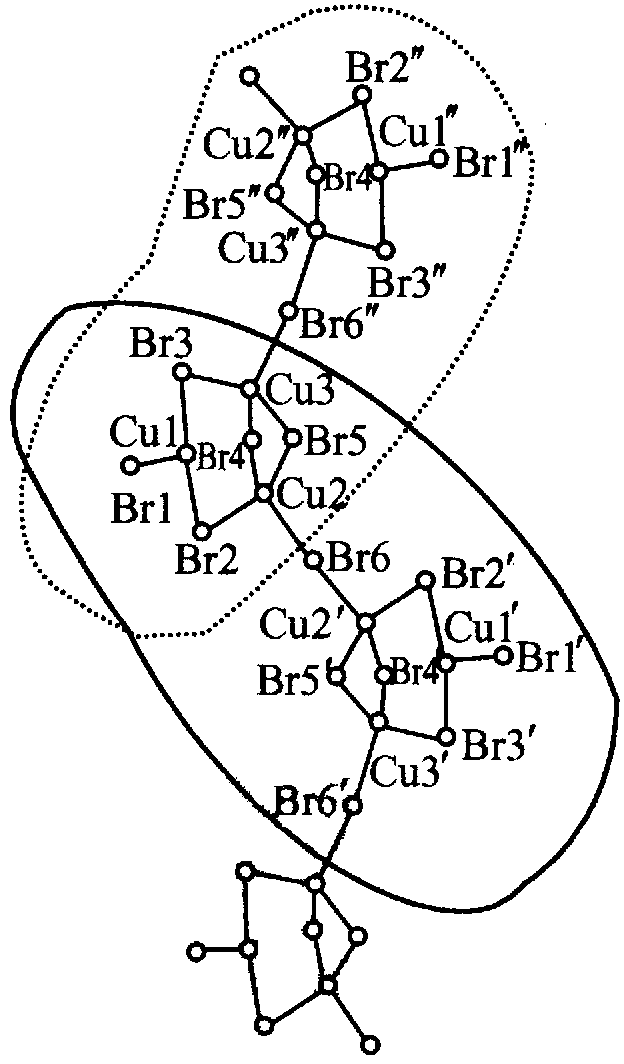 Br2″
Cu2″
Cu1″
Br4
Br1″
Br5″
Cu3″
Br3″
Br6″
Br3
Cu3
Cu1
Br4
Br5
Br1
Cu2
Br2
Br6
Br2′
Cu2′
Cu1′
Br5′
Br4
Br1′
Cu3′
Br3′
Br6′